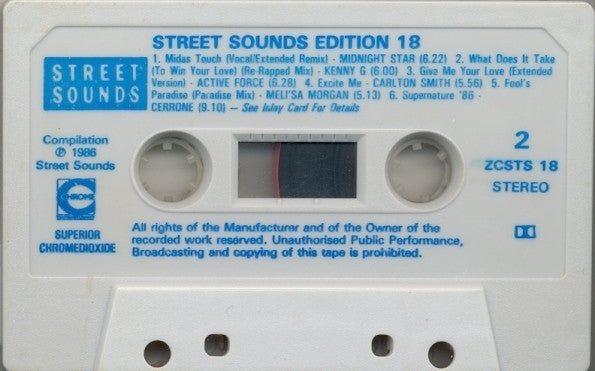 STREET SOUNDS EDITION 18
STREET
SOUNDS
1. Midas Touch (Vocal/Extended Remix) - MIDNIGHT STAR (6.22) 2. What Does It Take
(To Win Your Love) (Re-Rapped Mix) - KENNY G (6.00) 3. Give Me Your Love (Extended
Version) - ACTIVE FORCE (6.28) 4. Excite Me - CARLTON SMITH (5.56) 5. Fool's
Paradise (Paradise Mix) - MELI'SA MORGAN (5.13) 6. Supernature '86 -
CERRONE (9.10) — See Inlay Card For Details
Compilation
℗ 1986
Street Sounds
CHROME
SUPERIOR
CHROMEDIOXIDE
2
ZCSTS 18
STEREO
All rights of the Manufacturer and of the Owner of the
recorded work reserved. Unauthorised Public Performance,
Broadcasting and copying of this tape is prohibited.